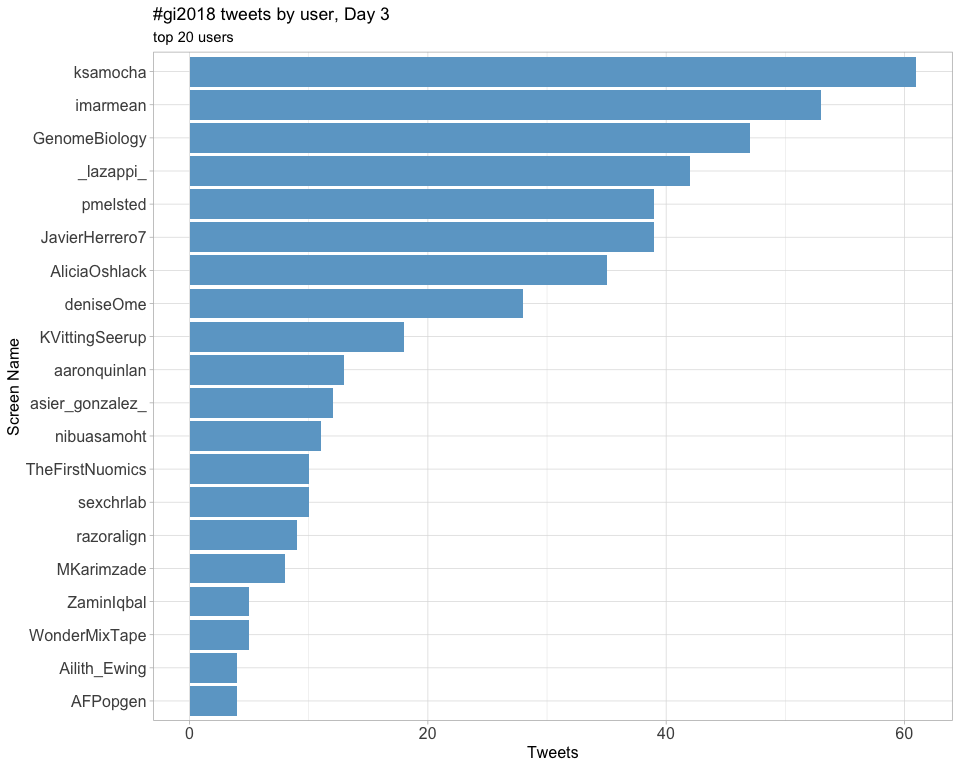 #gi2018 tweets by user, Day 3
top 20 users
Screen Name
ksamocha
imarmean
GenomeBiology
_lazappi_
pmelsted
JavierHerrero7
AliciaOshlack
deniseOme
KVittingSeerup
aaronquinlan
asier_gonzalez_
nibuasamoht
TheFirstNuomics
sexchrlab
razoralign
MKarimzade
ZaminIqbal
WonderMixTape
Ailith_Ewing
AFPopgen
0 20 40 60
Tweets